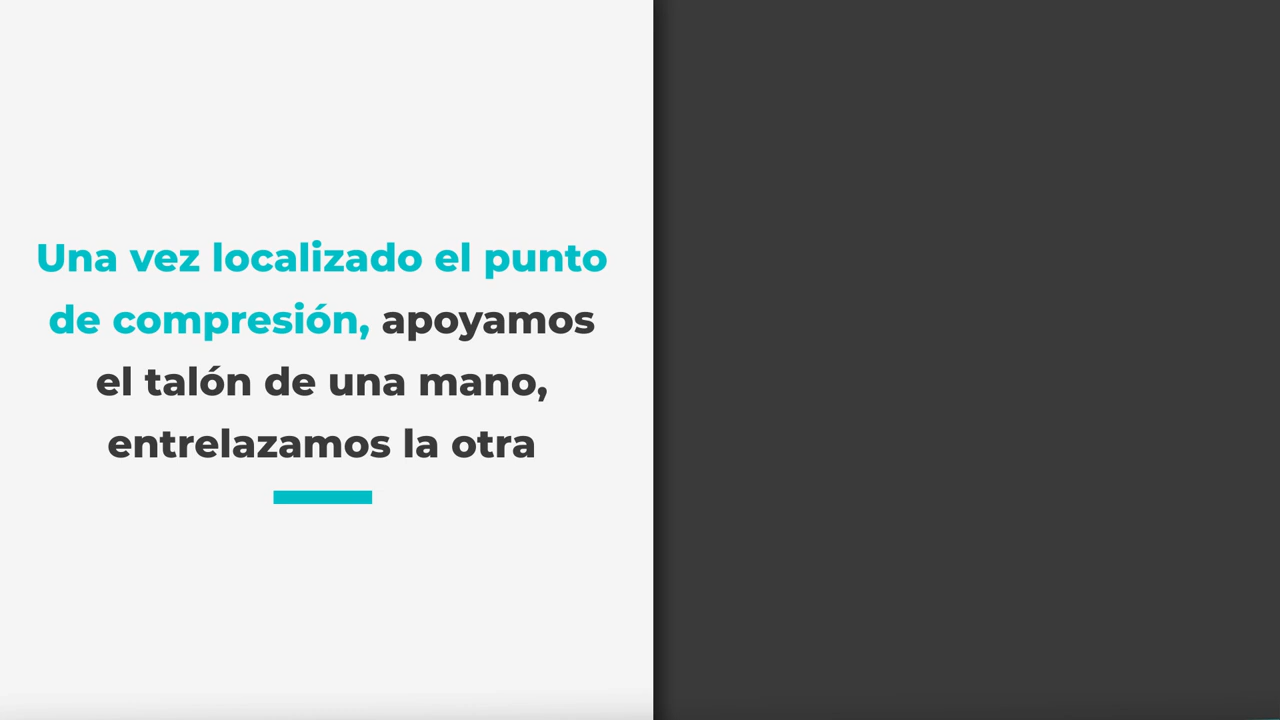 Una vez localizado el punto
de compresión, apoyamos
el talón de una mano,
entrelazamos la otra